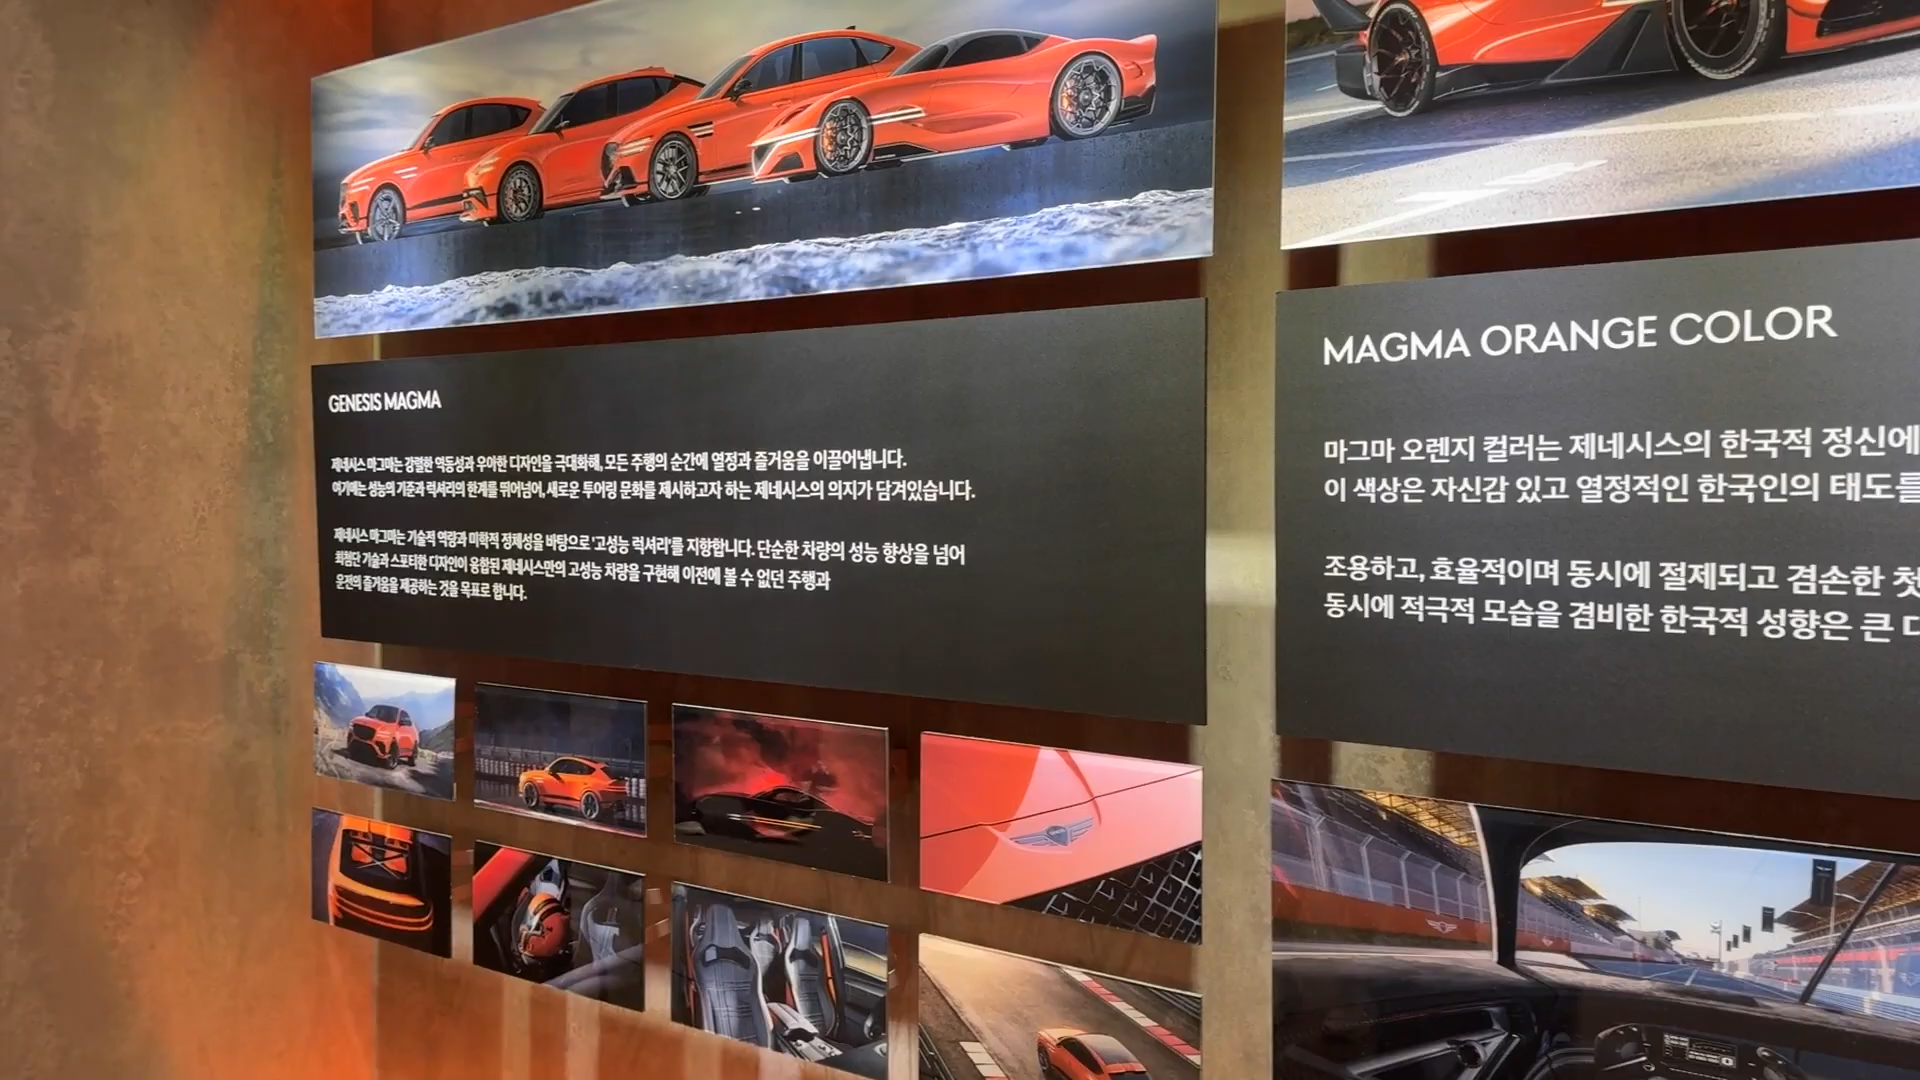 GENESIS MAGMA
제네시스 마그마는 강렬한 역동성과 우아한 디자인을 극대화해, 모든 주행의 순간에 열정과 즐거움을 이끌어냅니다.
여기에는 성능의 기준과 럭셔리의 한계를 뛰어넘어, 새로운 투어링 문화를 제시하고자 하는 제네시스의 의지가 담겨있습니다.
제네시스 마그마는 기술적 역량과 미학적 정체성을 바탕으로 '고성능 럭셔리'를 지향합니다. 단순한 차량의 성능 향상을 넘어
최첨단 기술과 스포티한 디자인이 융합된 제네시스만의 고성능 차량을 구현해 이전에 볼 수 없던 주행과
운전의 즐거움을 제공하는 것을 목표로 합니다.
MAGMA ORANGE COLOR
마그마 오렌지 컬러는 제네시스의 한국적 정신에
이 색상은 자신감 있고 열정적인 한국인의 태도를
조용하고, 효율적이며 동시에 절제되고 겸손한 첫
동시에 적극적 모습을 겸비한 한국적 성향은 큰